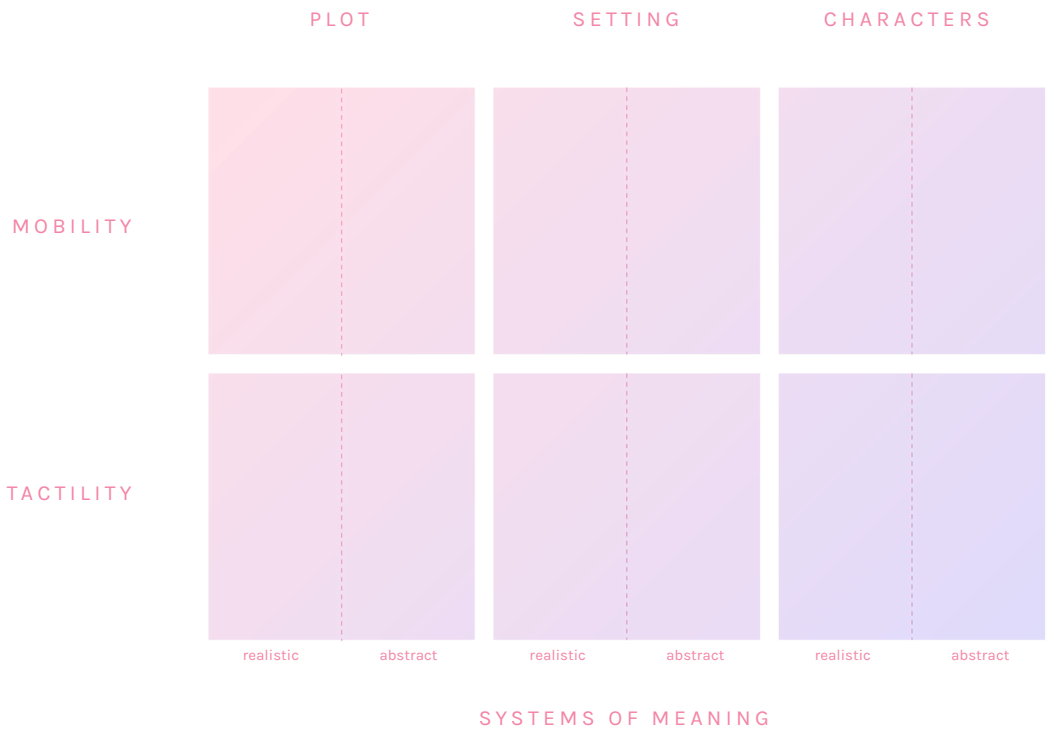 PLOT SETTING CHARACTERS
MOBILITY
TACTILITY
realistic abstract realistic abstract realistic abstract
SYSTEMS OF MEANING